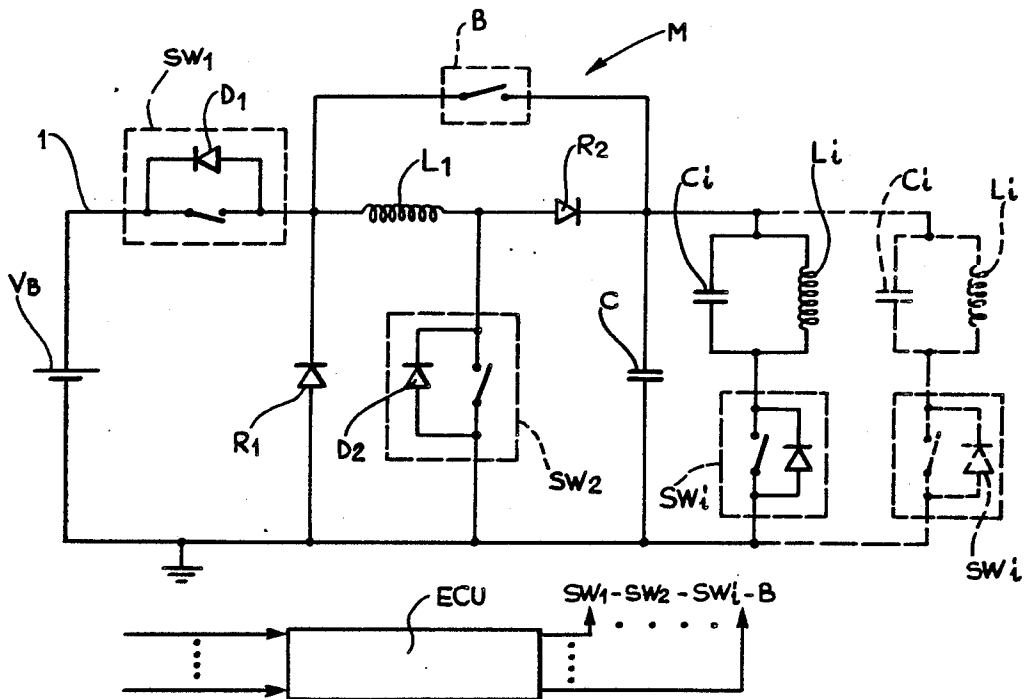 B
M
SW1
D1
1
L1
R2
Ci
Li
Ci
Li
VB
C
R1
D2
SW2
SWi
SWi
ECU
SW1-SW2-SWi-B